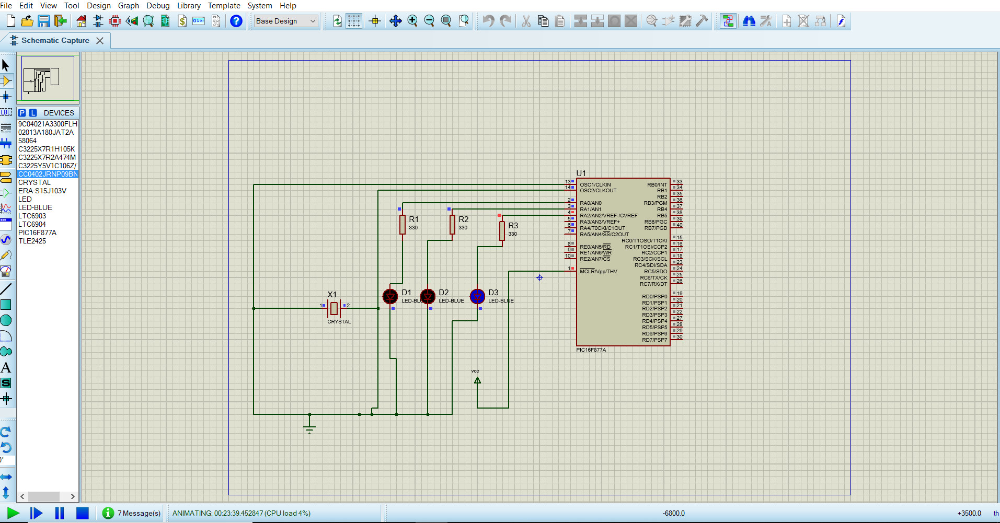 File Edit View Tool Design Graph Debug Library Template System Help
Base Design
Schematic Capture
LBL
P L DEVICES
9C04021A3300FLH
02013A180JAT2A
58064
C3225X7R1H105K
C3225X7R2A474M
C3225Y5V1C106Z/
CC0402JRNP09BN
CRYSTAL
ERA-S15J103V
LED
LED-BLUE
LTC6903
LTC6904
PIC16F877A
TLE2425
U1
13 OSC1/CLKIN
14 OSC2/CLKOUT
2 RA0/AN0
3 RA1/AN1
4 RA2/AN2/VREF-/CVREF
5 RA3/AN3/VREF+
6 RA4/T0CKI/C1OUT
7 RA5/AN4/SS/C2OUT
8 RE0/AN5/RD
9 RE1/AN6/WR
10 RE2/AN7/CS
1 MCLR/Vpp/THV
RB0/INT 33
RB1 34
RB2 35
RB3/PGM 36
RB4 37
RB5 38
RB6/PGC 39
RB7/PGD 40
RC0/T1OSO/T1CKI 15
RC1/T1OSI/CCP2 16
RC2/CCP1 17
RC3/SCK/SCL 18
RC4/SDI/SDA 23
RC5/SDO 24
RC6/TX/CK 25
RC7/RX/DT 26
RD0/PSP0 19
RD1/PSP1 20
RD2/PSP2 21
RD3/PSP3 22
RD4/PSP4 27
RD5/PSP5 28
RD6/PSP6 29
RD7/PSP7 30
PIC16F877A
R1
330
R2
330
R3
330
X1
1 2
CRYSTAL
D1
LED-BLU
D2
LED-BLUE
D3
LED-BLUE
vcc
A
S
0°
7 Message(s) ANIMATING: 00:23:39.452847 (CPU load 4%) -6800.0 +3500.0 th